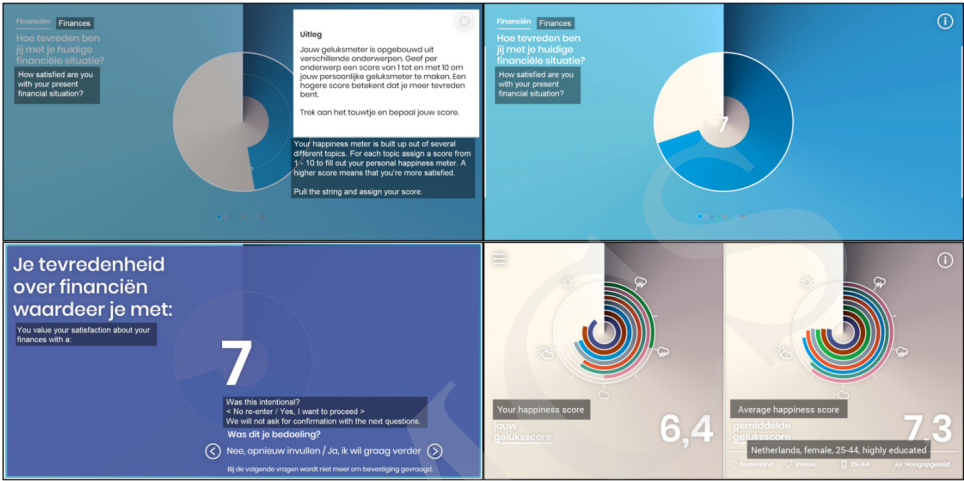 Financiën Finances
Hoe tevreden ben
jij met je huidige
financiële situatie?
How satisfied are you
with your present
financial situation?
Uitleg
Jouw geluksmeter is opgebouwd uit
verschillende onderwerpen. Geef per
onderwerp een score van 1 tot en met 10 om
jouw persoonlijke geluksmeter te maken. Een
hogere score betekent dat je meer tevreden
bent.
Trek aan het touwtje en bepaal jouw score.
Your happiness meter is built up out of several
different topics. For each topic assign a score from
1 - 10 to fill out your personal happiness meter. A
higher score means that you're more satisfied.
Pull the string and assign your score.
Financiën Finances
Hoe tevreden ben
jij met je huidige
financiële situatie?
How satisfied are you
with your present
financial situation?
7
Je tevredenheid
over financiën
waardeer je met:
You value your satisfaction about your
finances with a:
7
Was this intentional?
< No re-enter / Yes, I want to proceed >
We will not ask for confirmation with the next questions.
Was dit je bedoeling?
Nee, opnieuw invullen / Ja, ik wil graag verder
Bij de volgende vragen wordt niet meer om bevestiging gevraagd.
Your happiness score
jouw
geluksscore
6,4
Average happiness score
gemiddelde
geluksscore
7,3
Netherlands, female, 25-44, highly educated
Nederland Vrouw 25-44 Hoogopgeleid